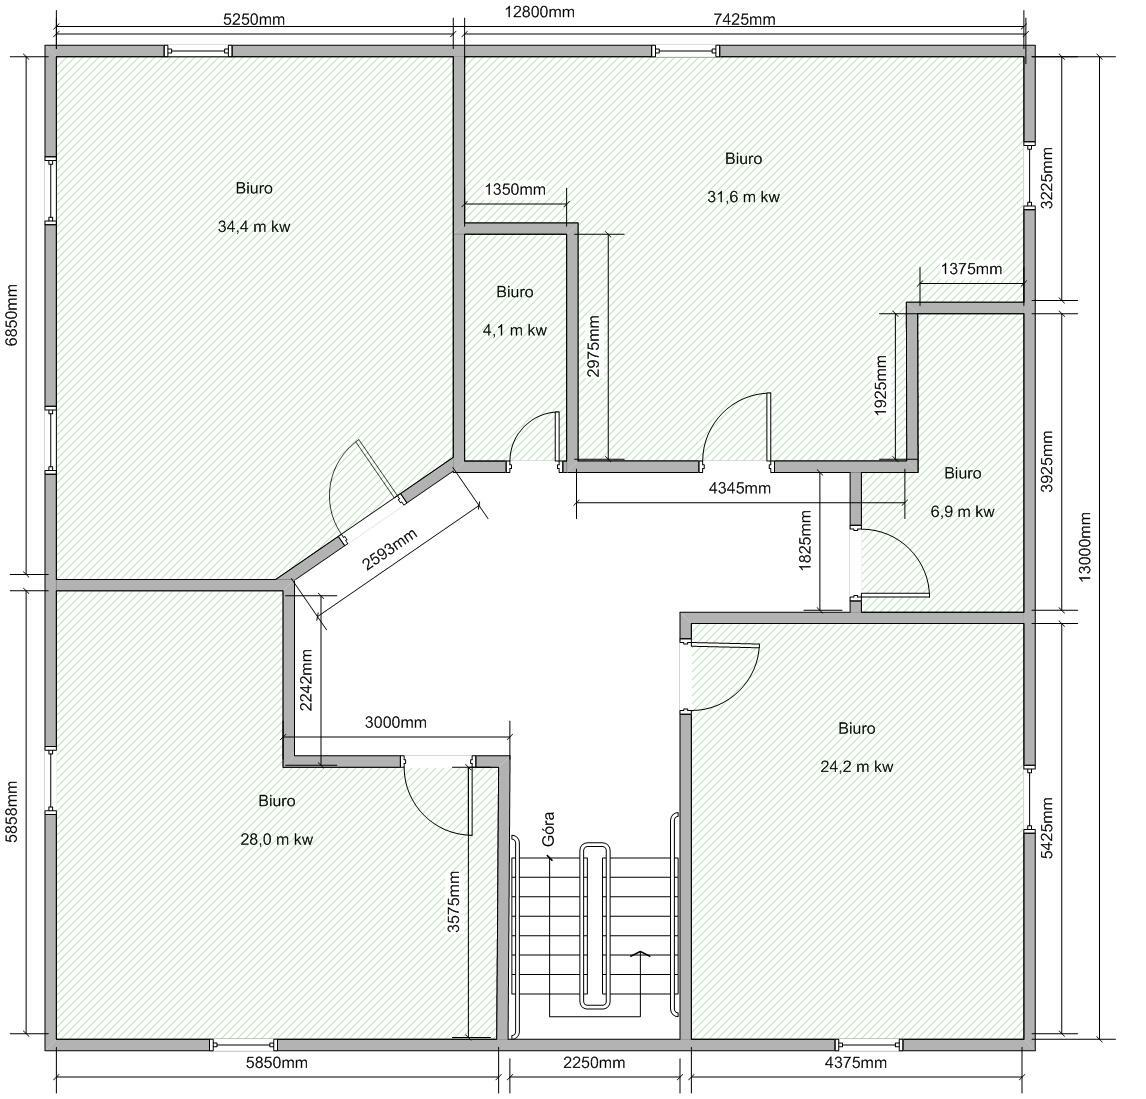 12800mm
5250mm
7425mm
Biuro
34,4 m kw
Biuro
31,6 m kw
1350mm
3225mm
1375mm
Biuro
4,1 m kw
6850mm
2975mm
1925mm
3925mm
Biuro
6,9 m kw
4345mm
2593mm
1825mm
13000mm
2242mm
3000mm
Biuro
24,2 m kw
Biuro
28,0 m kw
5858mm
5425mm
Góra
3575mm
5850mm
2250mm
4375mm